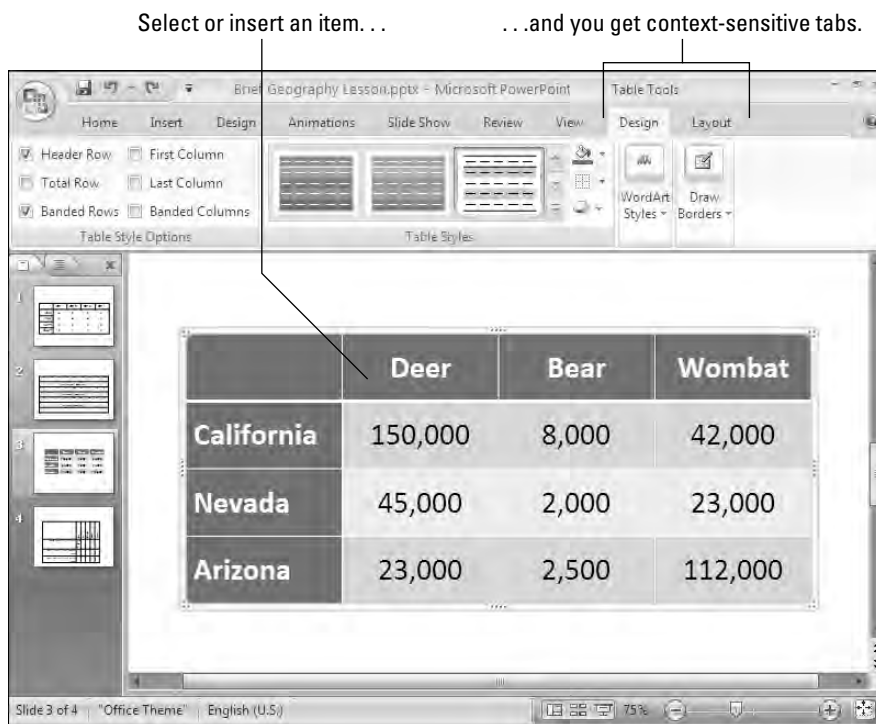 Select or insert an item. . . . . .and you get context-sensitive tabs.
Brief Geography Lesson.pptx - Microsoft PowerPoint Table Tools
Home Insert Design Animations Slide Show Review View Design Layout
Header Row First Column
Total Row Last Column
Banded Rows Banded Columns
WordArt Styles Draw Borders
Table Style Options Table Styles
1
2
3
4
Deer Bear Wombat
California 150,000 8,000 42,000
Nevada 45,000 2,000 23,000
Arizona 23,000 2,500 112,000
Slide 3 of 4 "Office Theme" English (U.S.) 75%